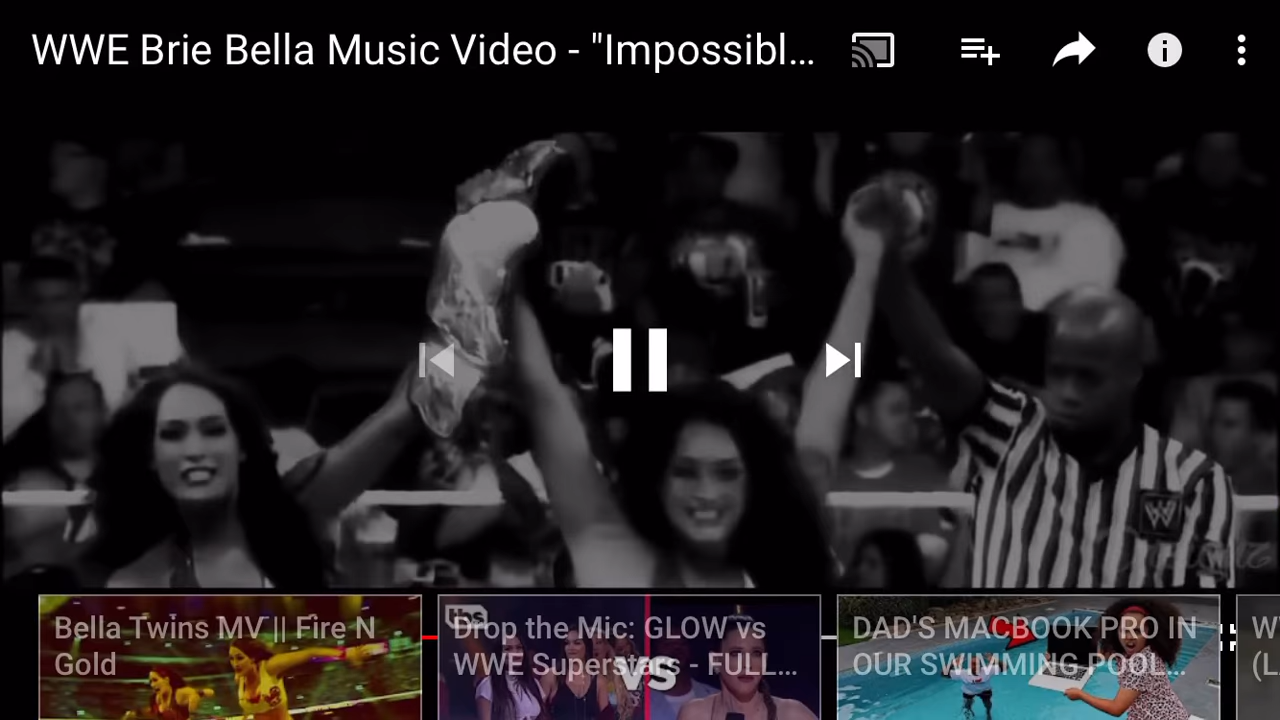 WWE Brie Bella Music Video - "Impossibl...
W
Bella Twins MV || Fire N
Gold
tbs
Drop the Mic: GLOW vs
WWE Superstars - FULL...
vs
DAD'S MACBOOK PRO IN
OUR SWIMMING POOL...
W
(L